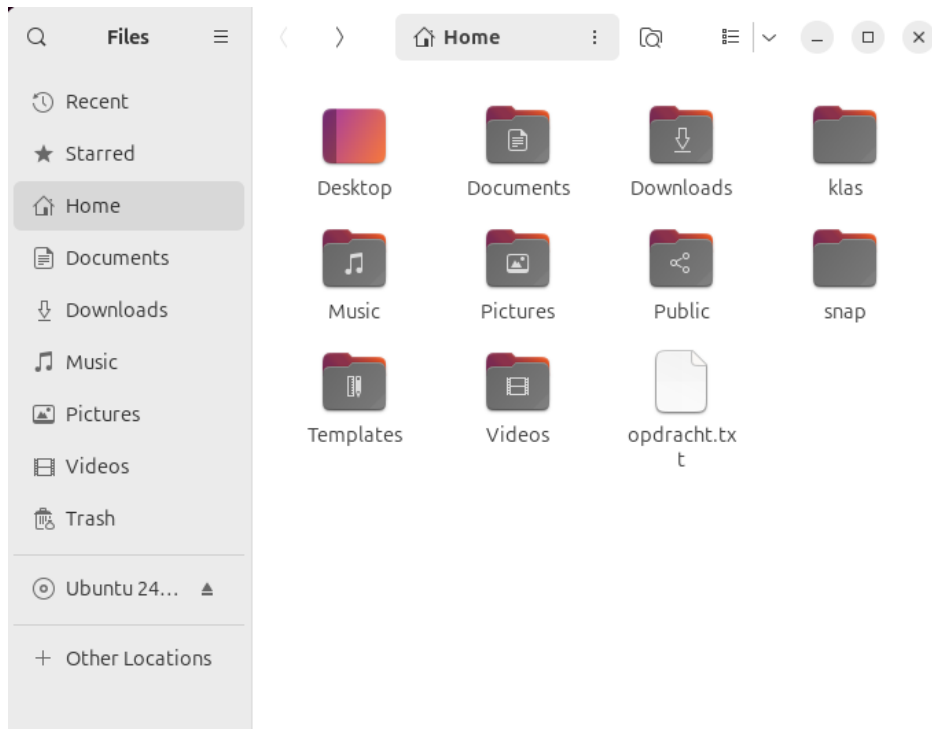 Files
Home
Recent
Starred
Home
Documents
Downloads
Music
Pictures
Videos
Trash
Ubuntu 24...
Other Locations
Desktop
Documents
Downloads
klas
Music
Pictures
Public
snap
Templates
Videos
opdracht.tx
t